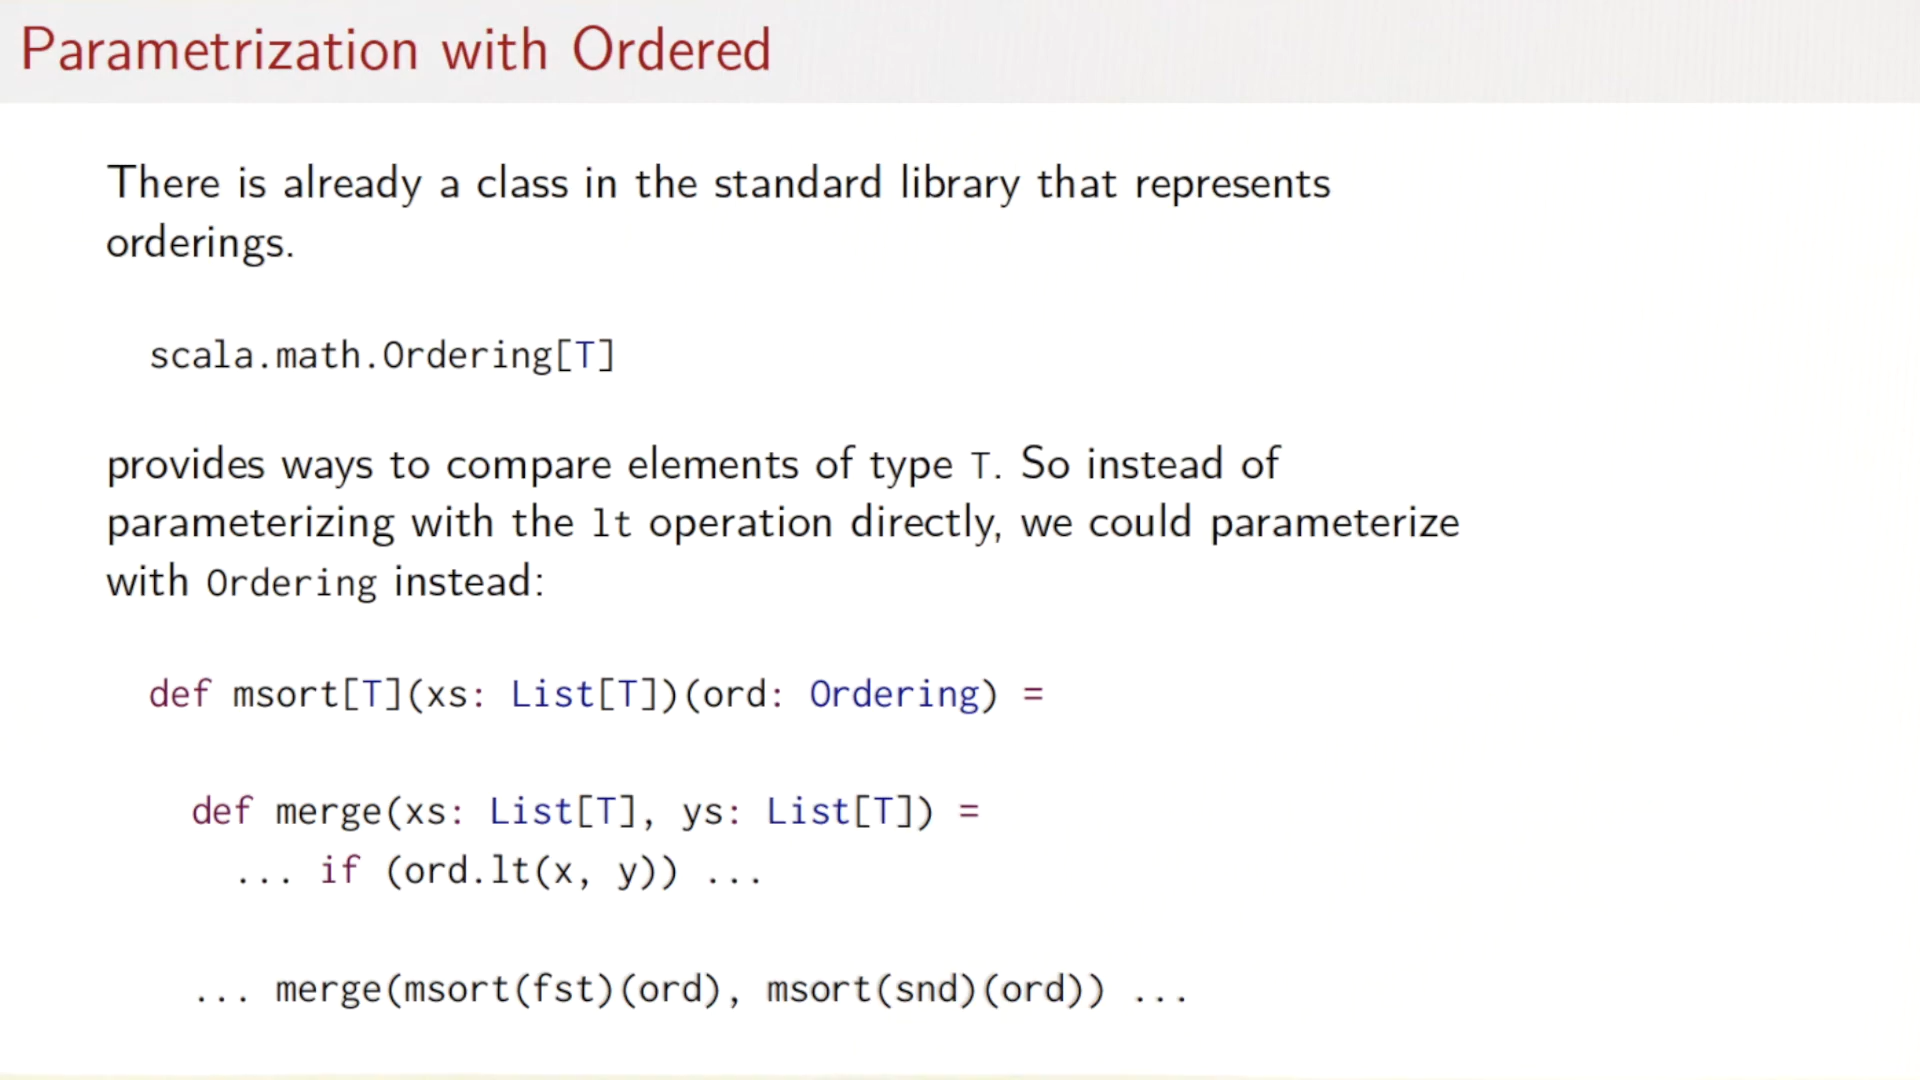 Parametrization with Ordered
There is already a class in the standard library that represents
orderings.
scala.math.Ordering[T]
provides ways to compare elements of type T. So instead of
parameterizing with the lt operation directly, we could parameterize
with Ordering instead:
def msort[T](xs: List[T])(ord: Ordering) =
def merge(xs: List[T], ys: List[T]) =
... if (ord.lt(x, y)) ...
... merge(msort(fst)(ord), msort(snd)(ord)) ...